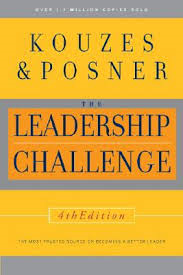 KOUZES
& POSNER
THE
LEADERSHIP
CHALLENGE
4th Edition
THE MOST TRUSTED SOURCE ON BECOMING A BETTER LEADER